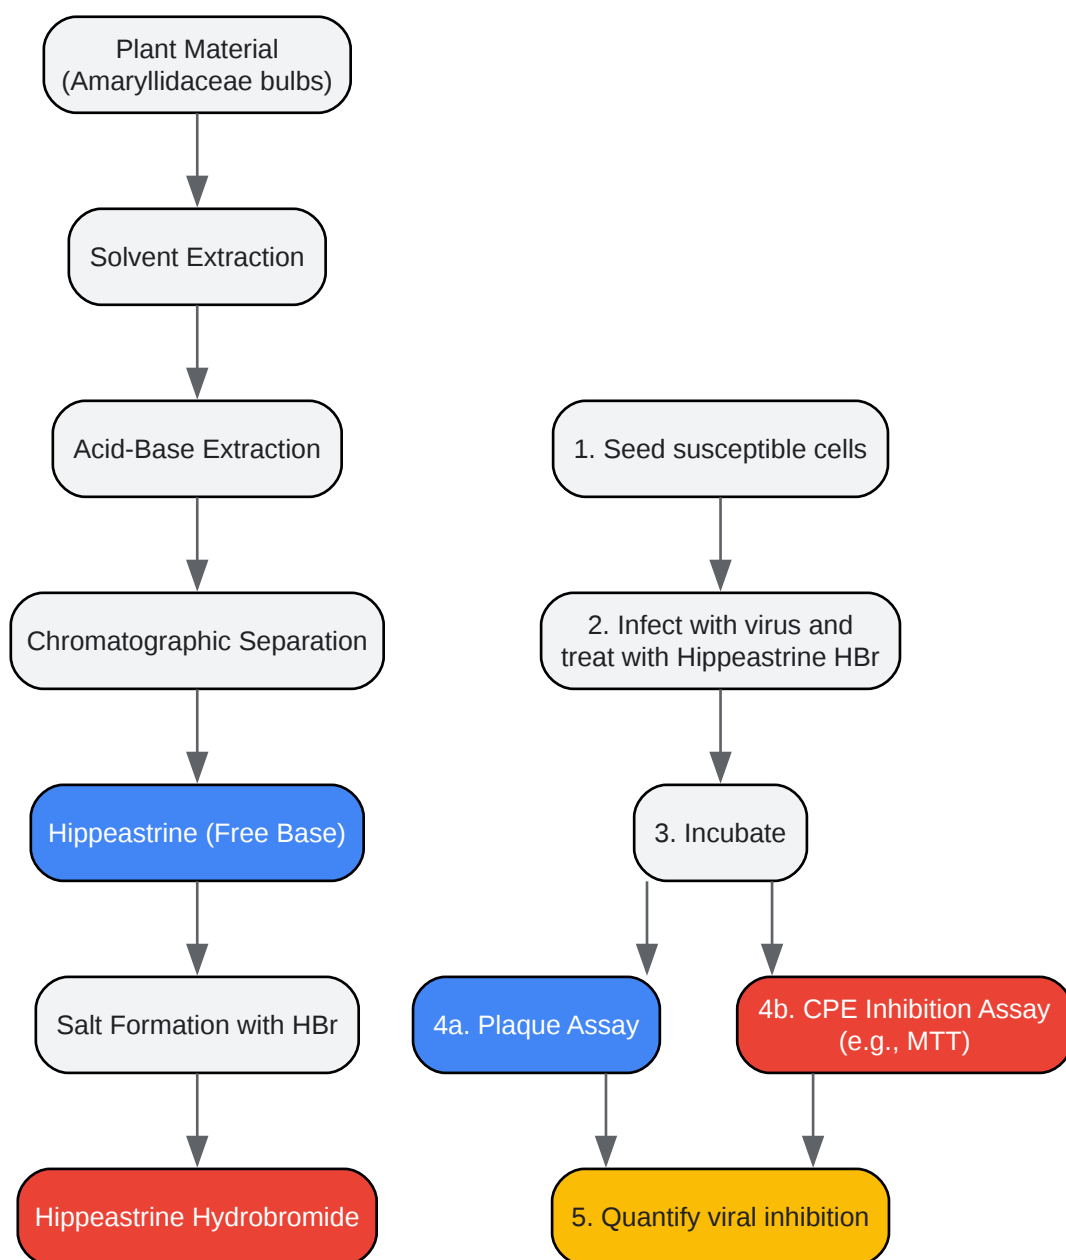 Plant Material
(Amaryllidaceae bulbs)
Solvent Extraction
Acid-Base Extraction
Chromatographic Separation
Hippeastrine (Free Base)
Salt Formation with HBr
Hippeastrine Hydrobromide
1. Seed susceptible cells
2. Infect with virus and
treat with Hippeastrine HBr
3. Incubate
4a. Plaque Assay
4b. CPE Inhibition Assay
(e.g., MTT)
5. Quantify viral inhibition